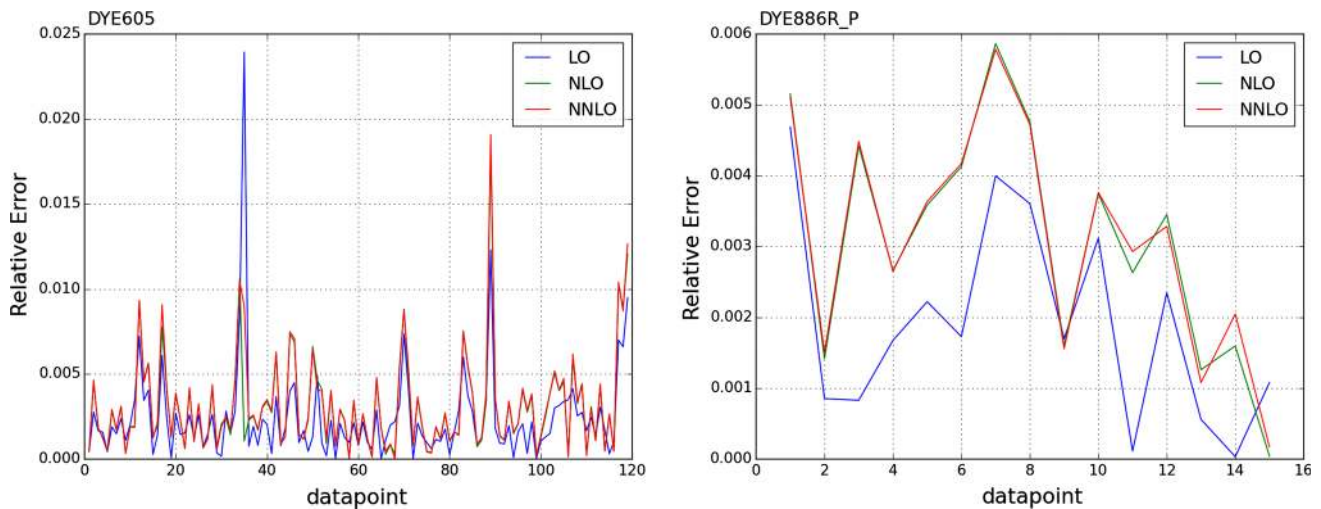 DYE605
0.025
0.020
0.015
0.010
0.005
0.000
0 20 40 60 80 100 120
Relative Error
datapoint
LO
NLO
NNLO
DYE886R_P
0.006
0.005
0.004
0.003
0.002
0.001
0.000
0 2 4 6 8 10 12 14 16
Relative Error
datapoint
LO
NLO
NNLO